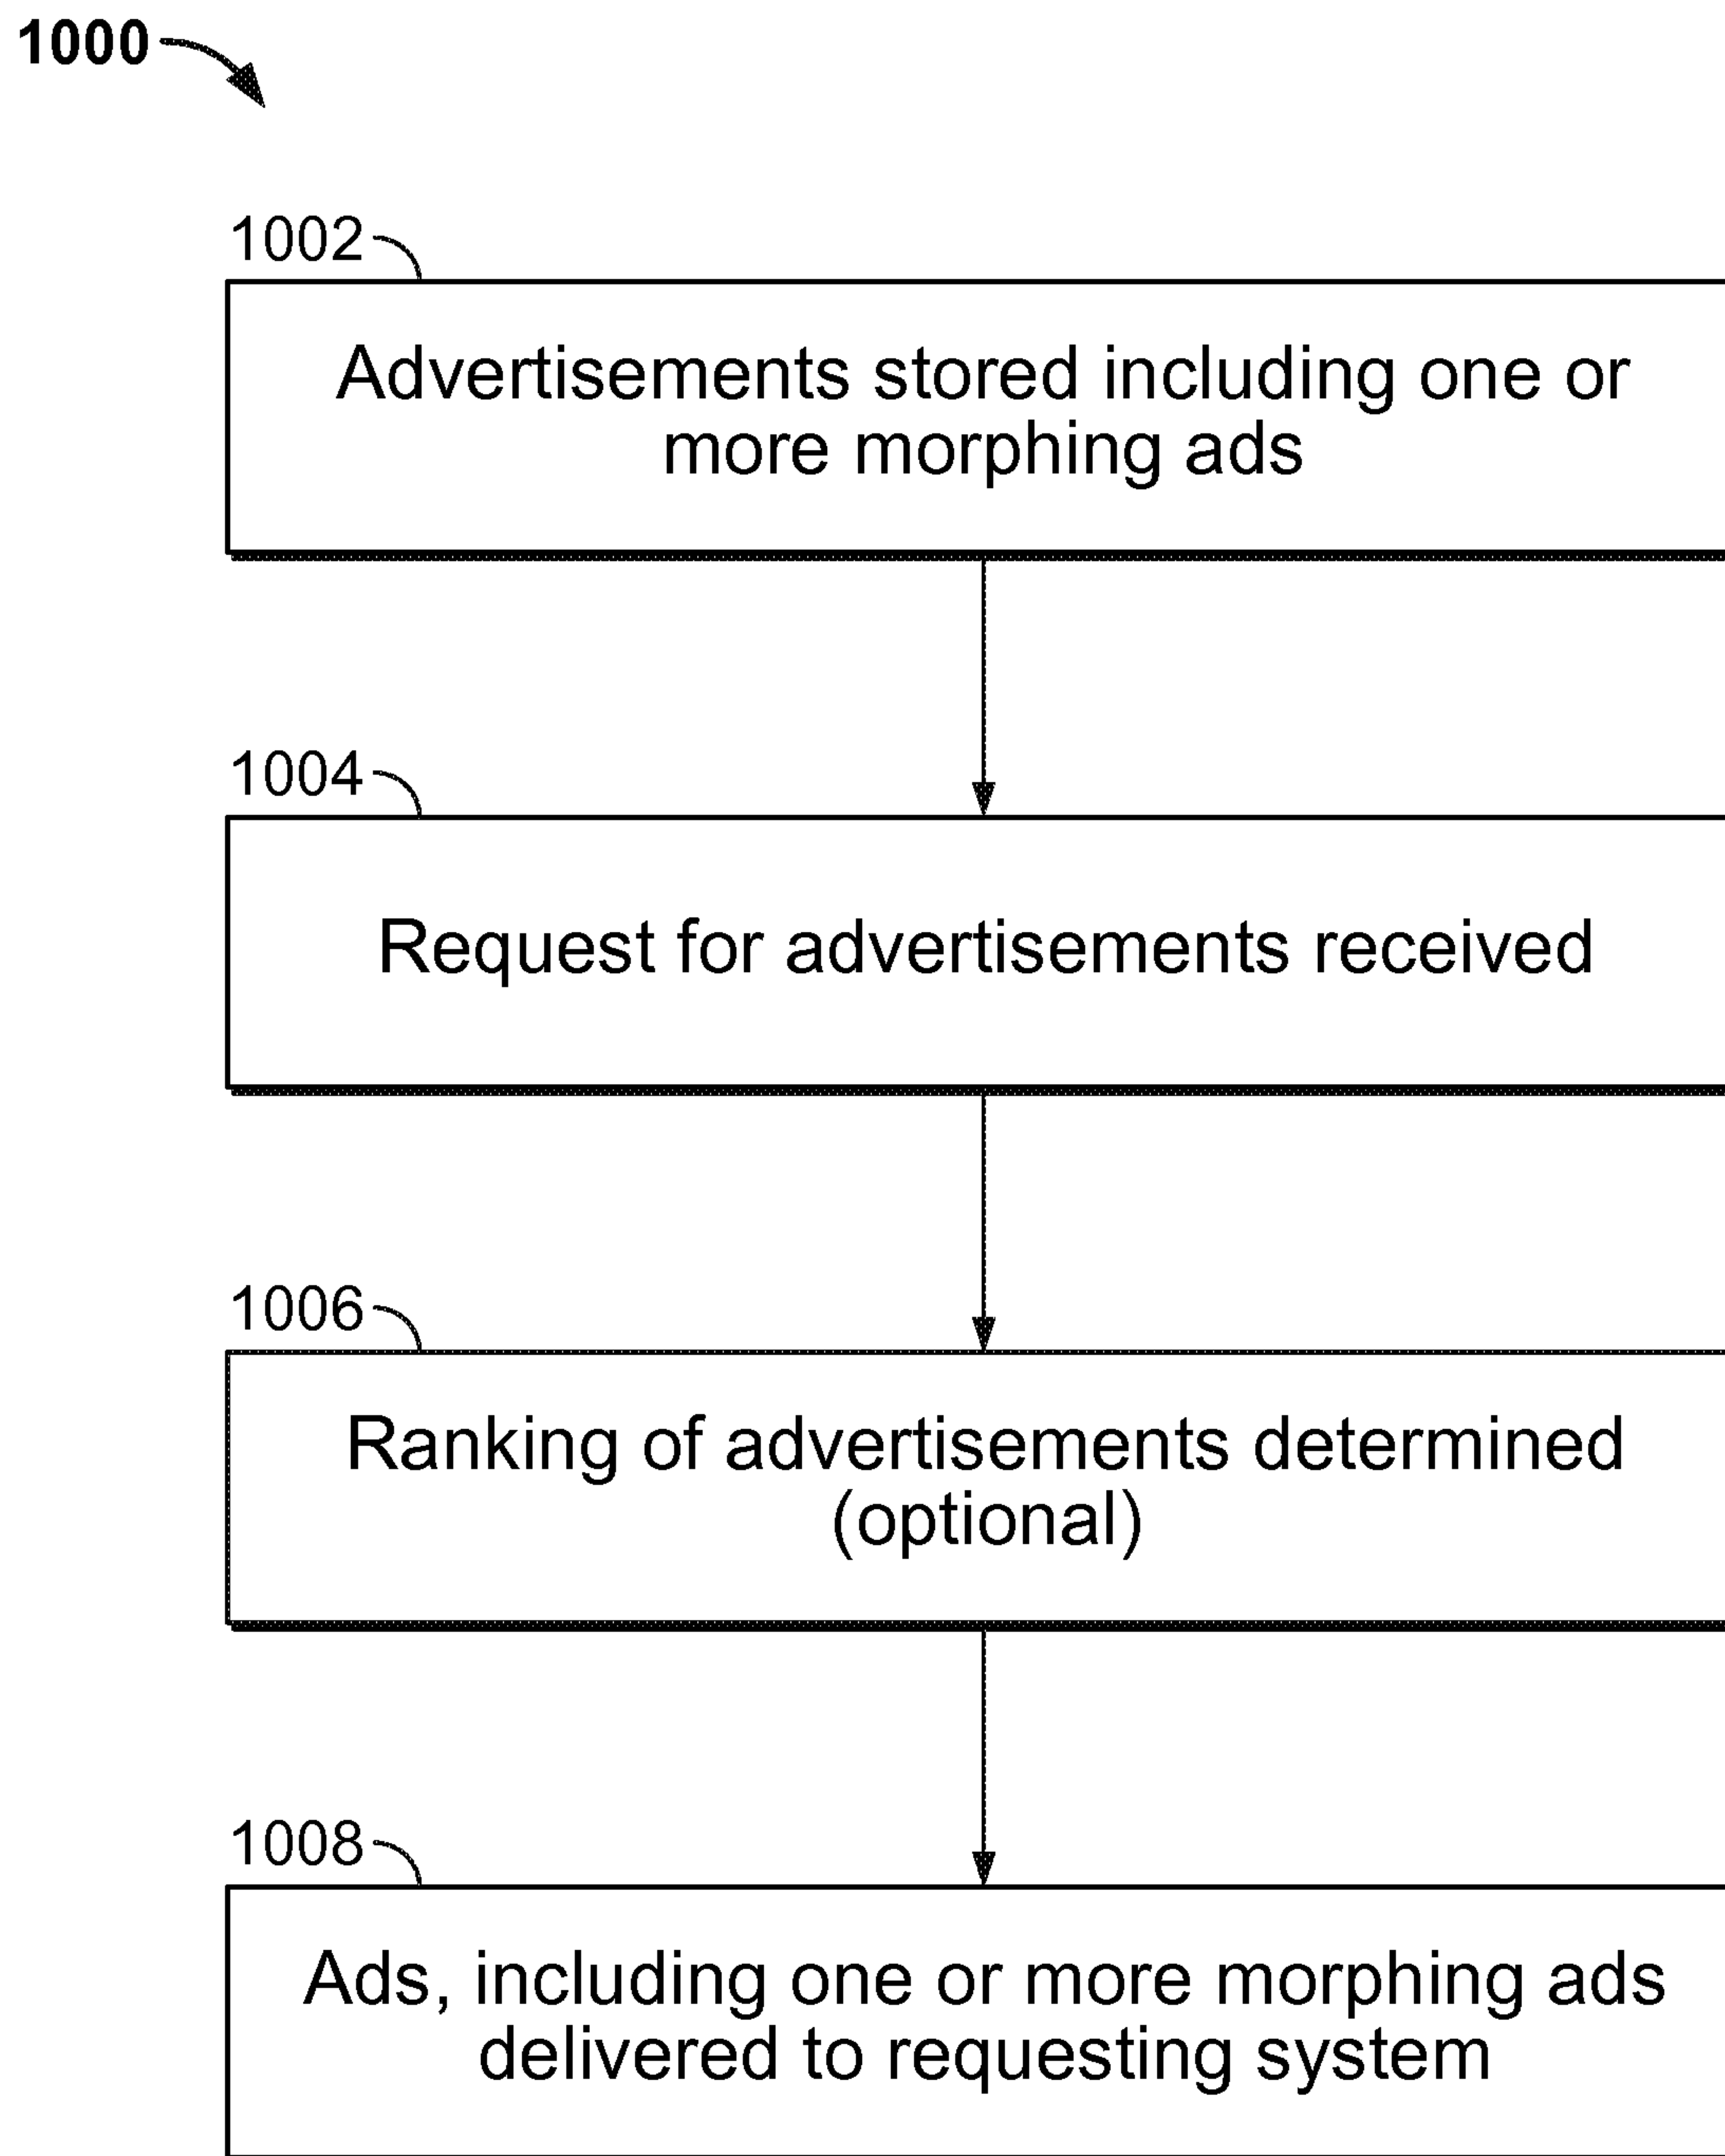 1000
1002
Advertisements stored including one or
more morphing ads
1004
Request for advertisements received
1006
Ranking of advertisements determined
(optional)
1008
Ads, including one or more morphing ads
delivered to requesting system